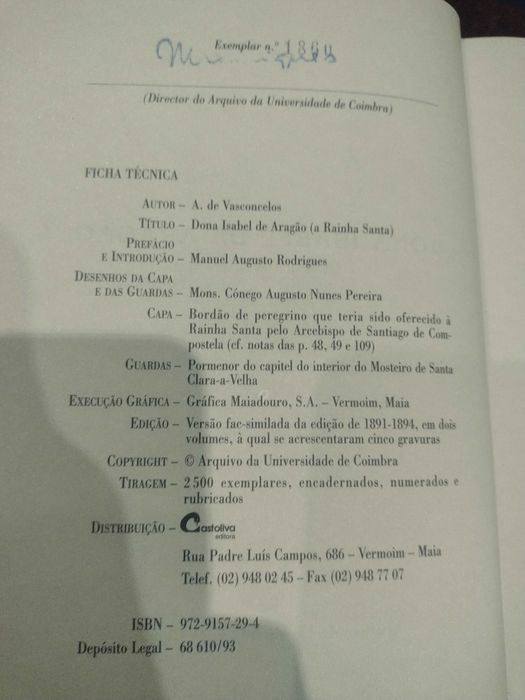 Exemplar n.º
(Director do Arquivo da Universidade de Coimbra)
FICHA TÉCNICA
AUTOR – A. de Vasconcelos
TÍTULO – Dona Isabel de Aragão (a Rainha Santa)
PREFÁCIO
E INTRODUÇÃO – Manuel Augusto Rodrigues
DESENHOS DA CAPA
E DAS GUARDAS – Mons. Cónego Augusto Nunes Pereira
CAPA – Bordão de peregrino que teria sido oferecido à
Rainha Santa pelo Arcebispo de Santiago de Com-
postela (cf. notas das p. 48, 49 e 109)
GUARDAS – Pormenor do capitel do interior do Mosteiro de Santa
Clara-a-Velha
EXECUÇÃO GRÁFICA – Gráfica Maiadouro, S.A. – Vermoim, Maia
EDIÇÃO – Versão fac-similada da edição de 1891-1894, em dois
volumes, à qual se acrescentaram cinco gravuras
COPYRIGHT – © Arquivo da Universidade de Coimbra
TIRAGEM – 2 500 exemplares, encadernados, numerados e
rubricados
DISTRIBUIÇÃO – Castoliva
editora
Rua Padre Luís Campos, 686 – Vermoim – Maia
Telef. (02) 948 02 45 – Fax (02) 948 77 07
ISBN – 972-9157-29-4
Depósito Legal – 68 610/93